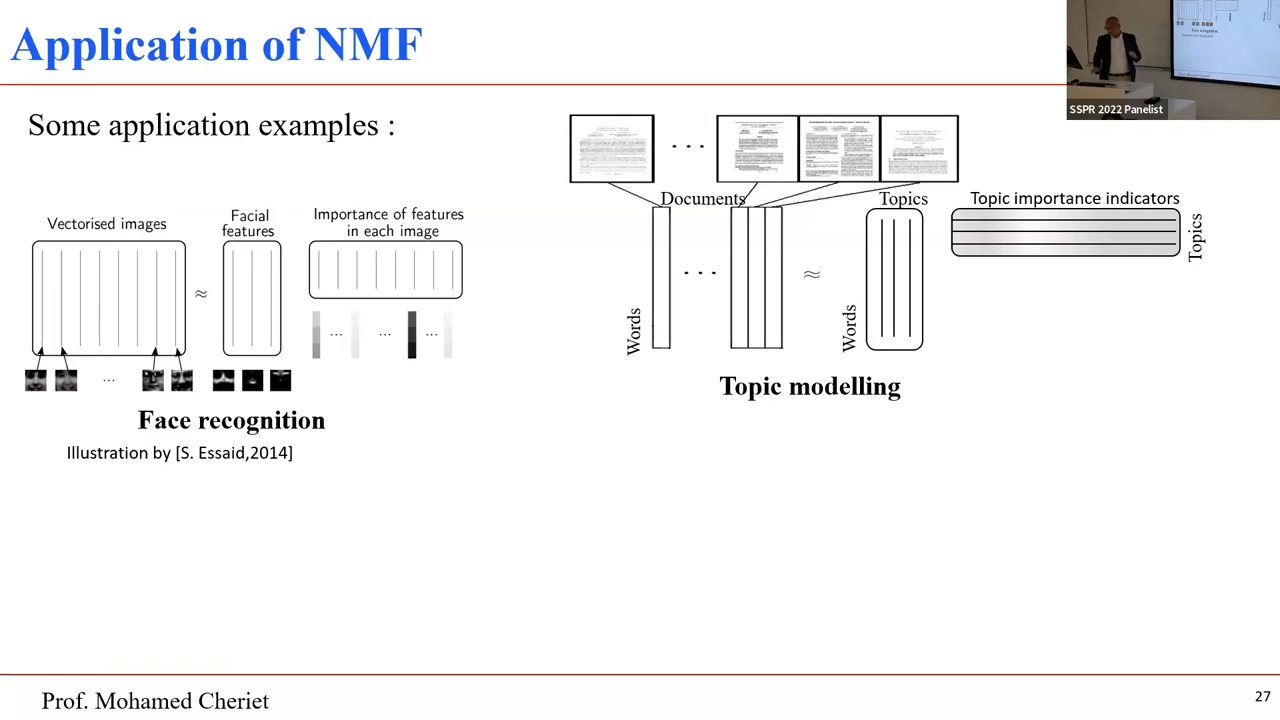 Application of NMF
SSPR 2022 Panelist
Some application examples :
Vectorised images
Facial
features
Importance of features
in each image
≈
...
...
...
...
Face recognition
Illustration by [S. Essaid,2014]
...
Documents
Topics
Topic importance indicators
Topics
Words
...
≈
Words
Topic modelling
Prof. Mohamed Cheriet
27